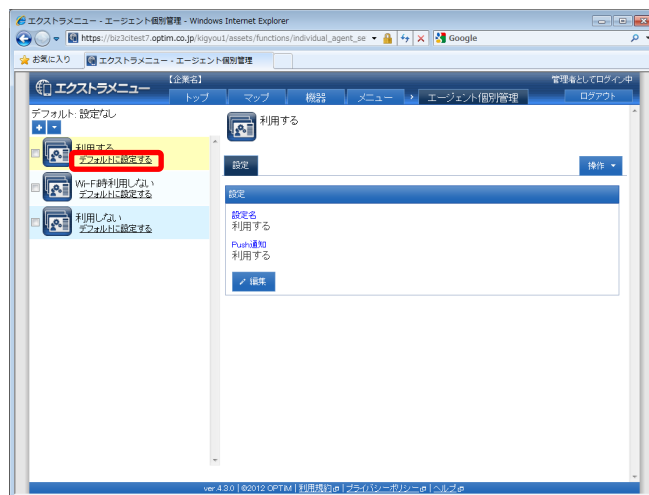 エクストラメニュー - エージェント個別管理 - Windows Internet Explorer
https://biz3citest7.optim.co.jp/kigyou1/assets/functions/individual_agent_se
Google
お気に入り
エクストラメニュー - エージェント個別管理
エクストラメニュー
【企業名】
管理者としてログイン中
トップ
マップ
機器
メニュー
エージェント個別管理
ログアウト
デフォルト: 設定なし
利用する
デフォルトに設定する
Wi-Fi時利用しない
デフォルトに設定する
利用しない
デフォルトに設定する
利用する
設定
操作
設定
設定名
利用する
Push通知
利用する
編集
ver.4.3.0 | ©2012 OPTiM | 利用規約 | プライバシーポリシー | ヘルプ